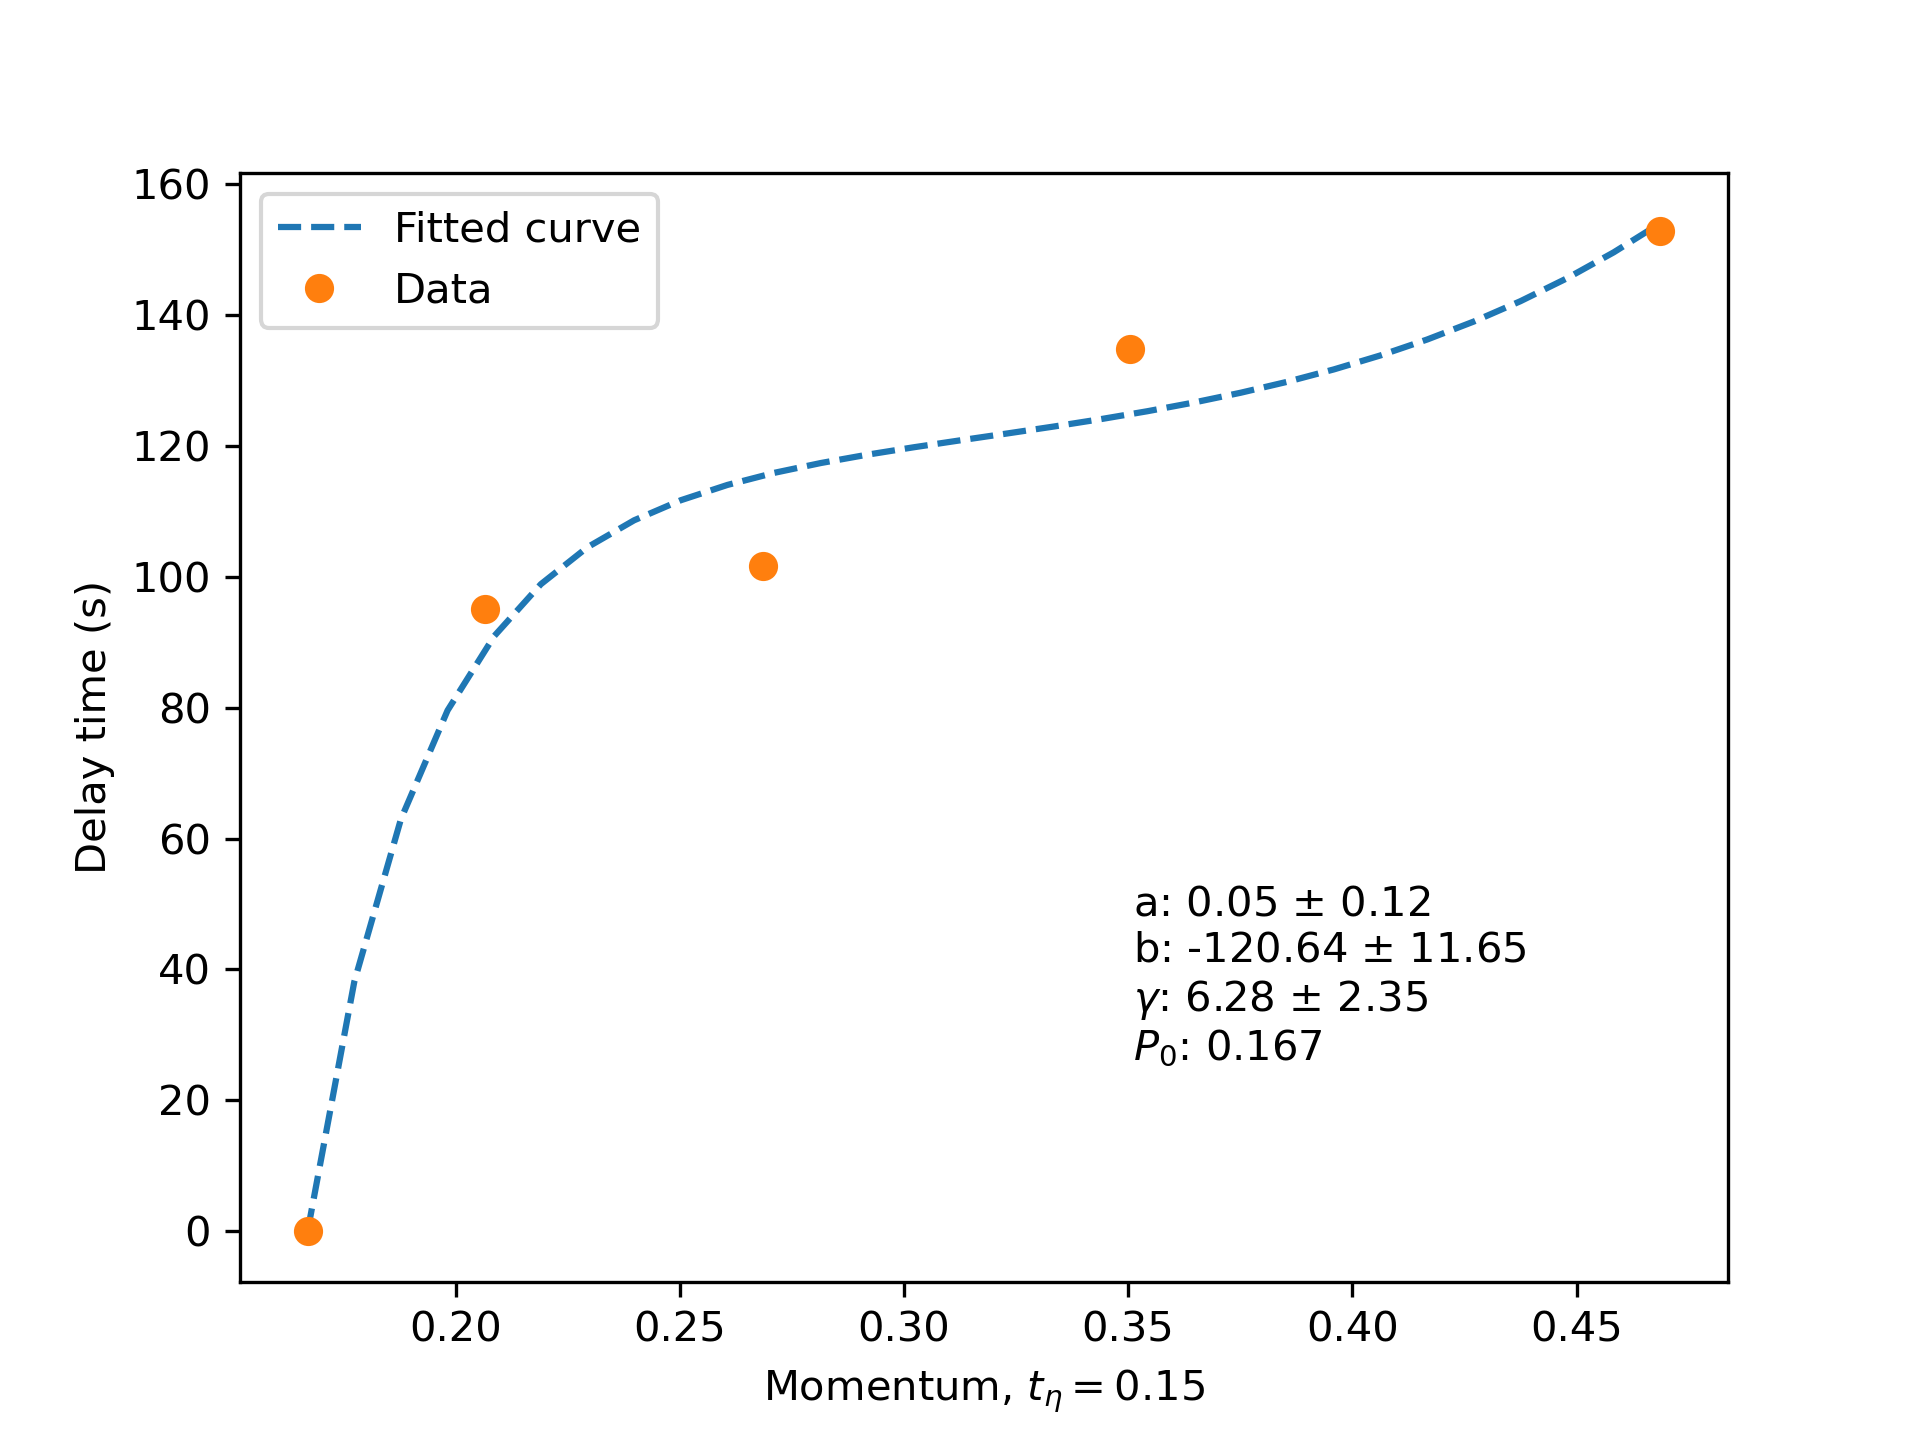 160
140
120
100
80
60
40
20
0
Delay time (s)
Fitted curve
Data
a: 0.05 ± 0.12
b: -120.64 ± 11.65
γ: 6.28 ± 2.35
P₀: 0.167
0.20 0.25 0.30 0.35 0.40 0.45
Momentum, tη = 0.15